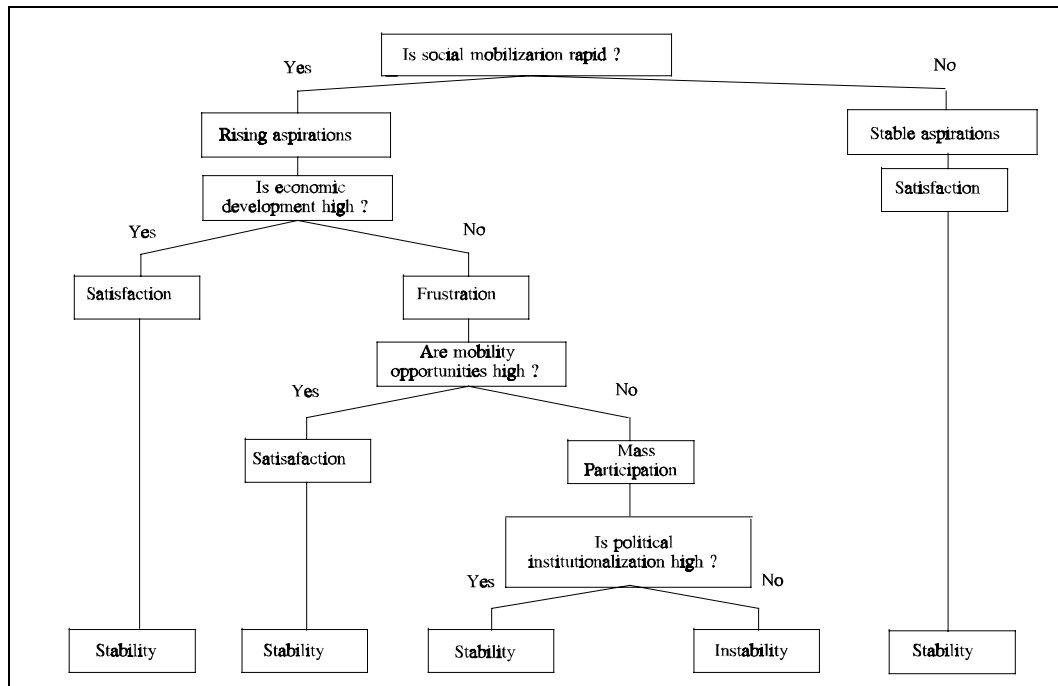 Is social mobilizarion rapid ?
Yes
No
Rising aspirations
Stable aspirations
Is economic
development high ?
Satisfaction
Yes
No
Satisfaction
Frustration
Are mobility
opportunities high ?
Yes
No
Satisafaction
Mass
Participation
Is political
institutionalization high ?
Yes
No
Stability
Stability
Stability
Instability
Stability